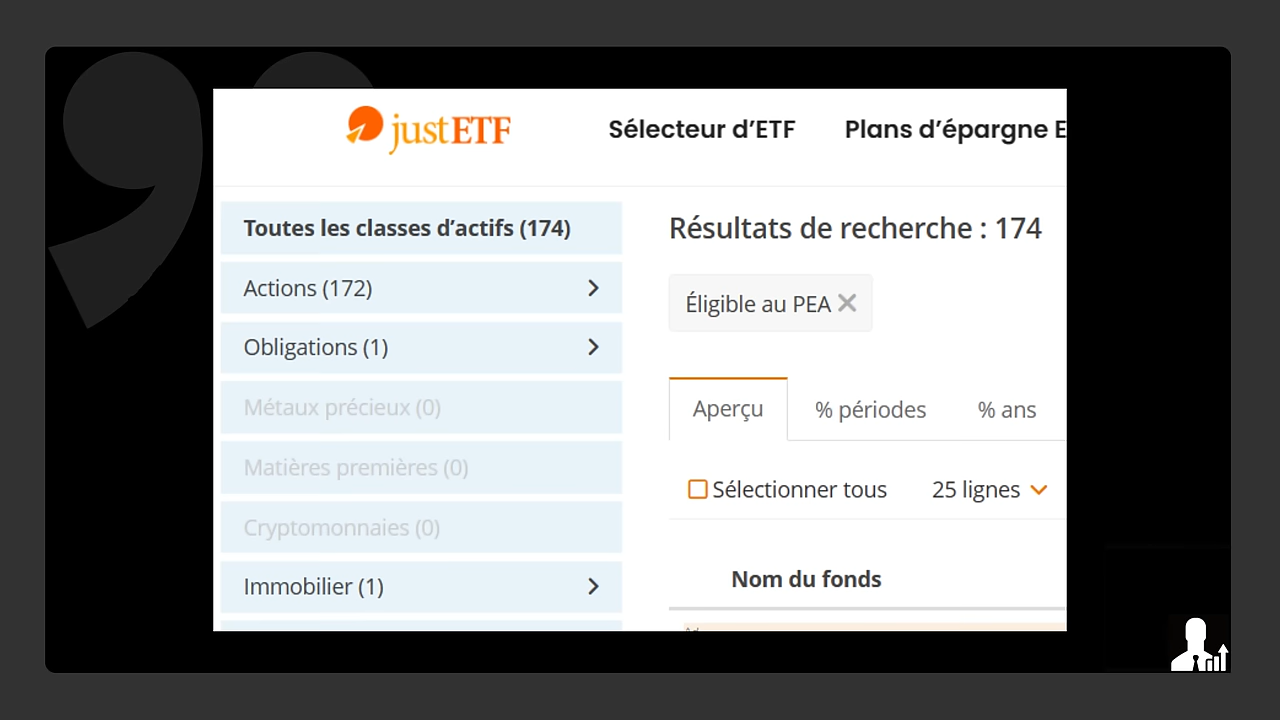 justETF
Sélecteur d’ETF
Plans d’épargne E
Toutes les classes d’actifs (174)
Actions (172)
Obligations (1)
Métaux précieux (0)
Matières premières (0)
Cryptomonnaies (0)
Immobilier (1)
Résultats de recherche : 174
Éligible au PEA
Aperçu
% périodes
% ans
Sélectionner tous
25 lignes
Nom du fonds